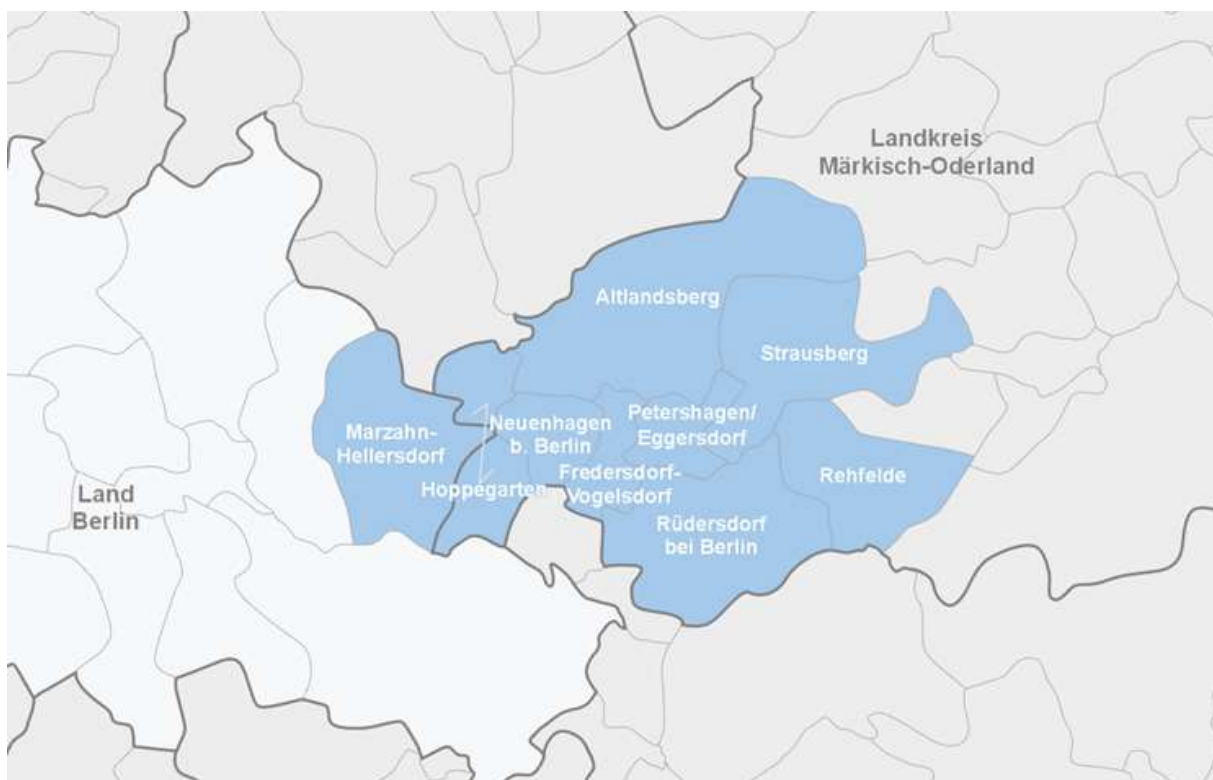 Landkreis
Märkisch-Oderland
Altlandsberg
Strausberg
Petershagen/
Eggersdorf
Neuenhagen
b. Berlin
Marzahn-
Hellersdorf
Fredersdorf-
Vogelsdorf
Rehfelde
Hoppegarten
Land
Berlin
Rüdersdorf
bei Berlin